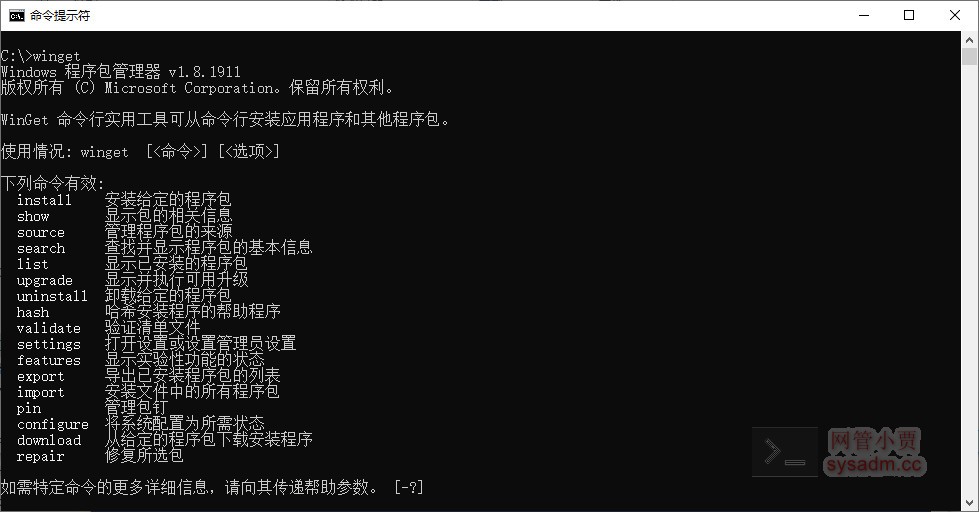 命令提示符
C:\>winget
Windows 程序包管理器 v1.8.1911
版权所有 (C) Microsoft Corporation。保留所有权利。
WinGet 命令行实用工具可从命令行安装应用程序和其他程序包。
使用情况: winget  [<命令>] [<选项>]
下列命令有效:
install    安装给定的程序包
show       显示包的相关信息
source     管理程序包的来源
search     查找并显示程序包的基本信息
list       显示已安装的程序包
upgrade    显示并执行可用升级
uninstall  卸载给定的程序包
hash       哈希安装程序的帮助程序
validate   验证清单文件
settings   打开设置或设置管理员设置
features   显示实验性功能的状态
export     导出已安装程序包的列表
import     安装文件中的所有程序包
pin        管理包钉
configure  将系统配置为所需状态
download   从给定的程序包下载安装程序
repair     修复所选包
如需特定命令的更多详细信息，请向其传递帮助参数。 [-?]
网管小贾
sysadm.cc